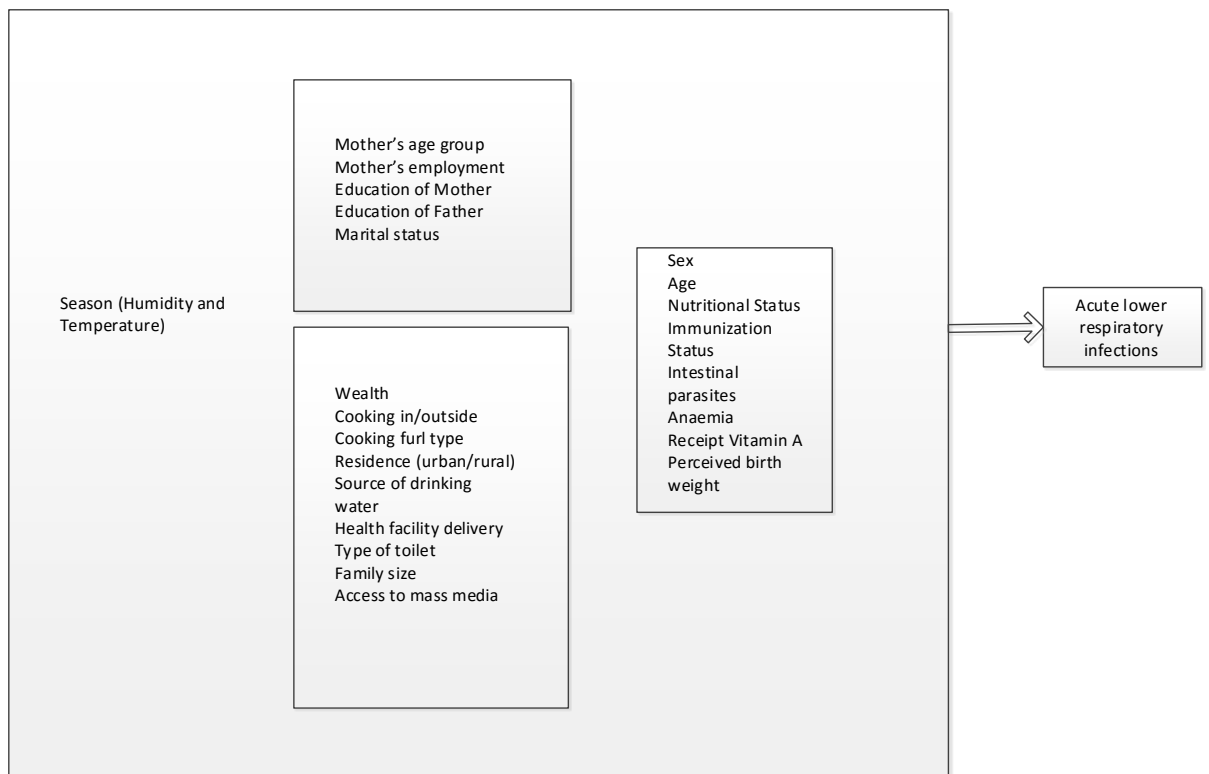 Season (Humidity and
Temperature)
Mother’s age group
Mother’s employment
Education of Mother
Education of Father
Marital status
Wealth
Cooking in/outside
Cooking furl type
Residence (urban/rural)
Source of drinking
water
Health facility delivery
Type of toilet
Family size
Access to mass media
Sex
Age
Nutritional Status
Immunization
Status
Intestinal
parasites
Anaemia
Receipt Vitamin A
Perceived birth
weight
Acute lower
respiratory
infections